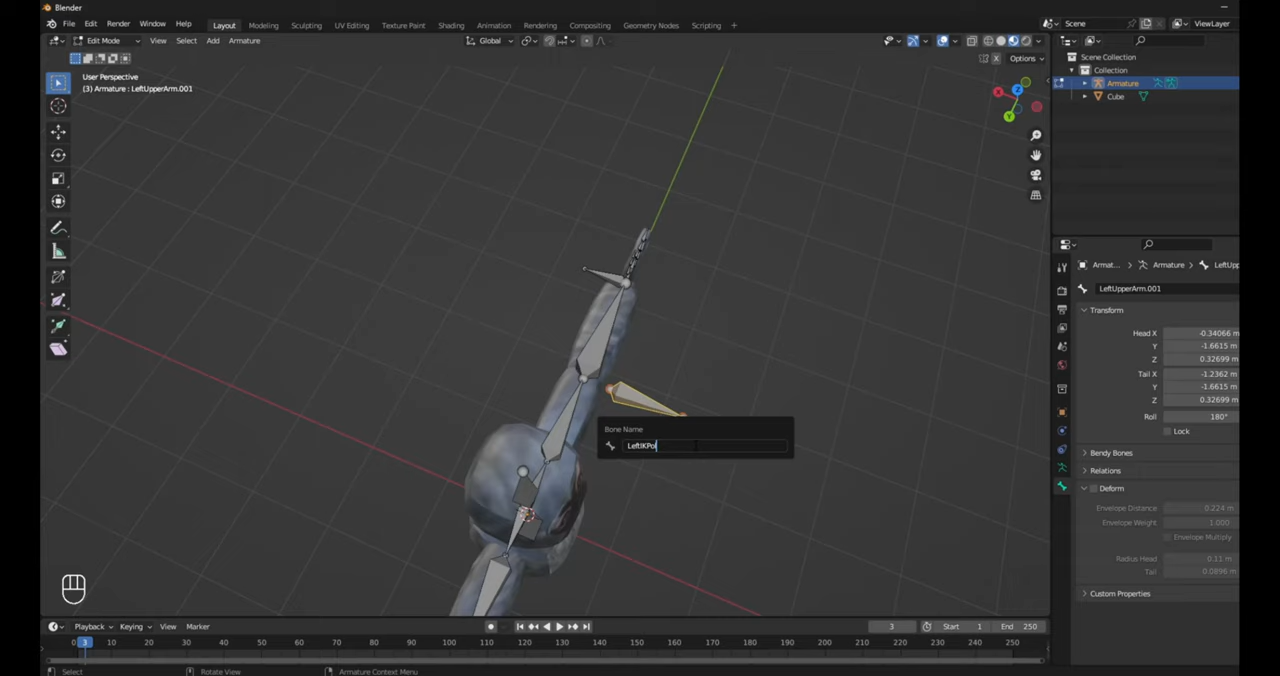 Blender
File Edit Render Window Help Layout Modeling Sculpting UV Editing Texture Paint Shading Animation Rendering Compositing Geometry Nodes Scripting + Scene ViewLayer
Edit Mode View Select Add Armature Global
Options
User Perspective
(3) Armature : LeftUpperArm.001
Scene Collection
Collection
Armature
Cube
X
Y
Z
Armat... > Armature > LeftUpp
LeftUpperArm.001
Transform
Head X -0.34066 m
Y -1.6615 m
Z 0.32699 m
Tail X -1.2362 m
Y -1.6615 m
Z 0.32699 m
Roll 180°
Lock
Bendy Bones
Relations
Deform
Envelope Distance 0.224 m
Envelope Weight 1.000
Envelope Multiply
Radius Head 0.11 m
Tail 0.0896 m
Custom Properties
Bone Name
LeftIKPol
Playback Keying View Marker 3 Start 1 End 250
0 3 10 20 30 40 50 60 70 80 90 100 110 120 130 140 150 160 170 180 190 200 210 220 230 240 250
Select Rotate View Armature Context Menu